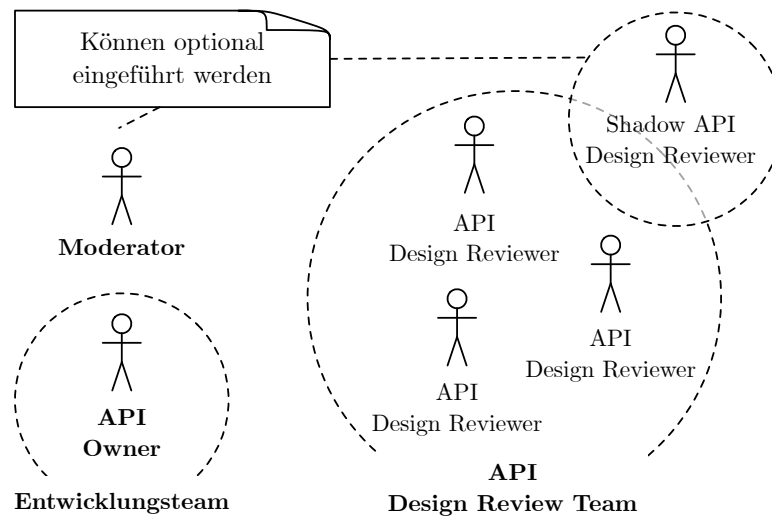 Können optional
eingeführt werden
Shadow API
Design Reviewer
API
Design Reviewer
Moderator
API
Design Reviewer
API
Design Reviewer
API
Owner
Entwicklungsteam
API
Design Review Team